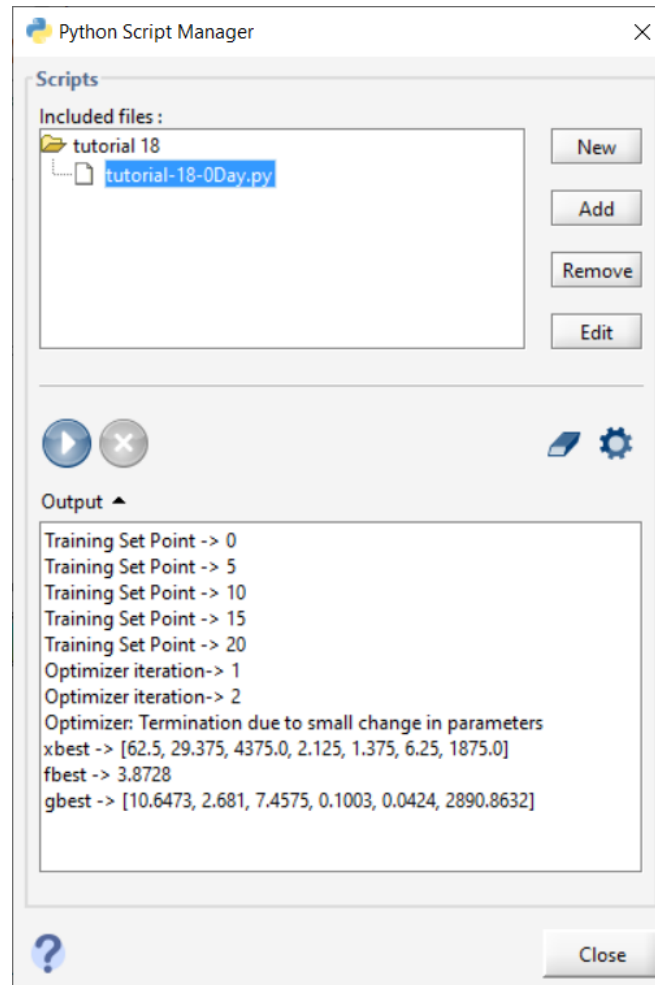 Python Script Manager
Scripts
Included files :
tutorial 18
tutorial-18-0Day.py
New
Add
Remove
Edit
Output
Training Set Point -> 0
Training Set Point -> 5
Training Set Point -> 10
Training Set Point -> 15
Training Set Point -> 20
Optimizer iteration-> 1
Optimizer iteration-> 2
Optimizer: Termination due to small change in parameters
xbest -> [62.5, 29.375, 4375.0, 2.125, 1.375, 6.25, 1875.0]
fbest -> 3.8728
gbest -> [10.6473, 2.681, 7.4575, 0.1003, 0.0424, 2890.8632]
?
Close